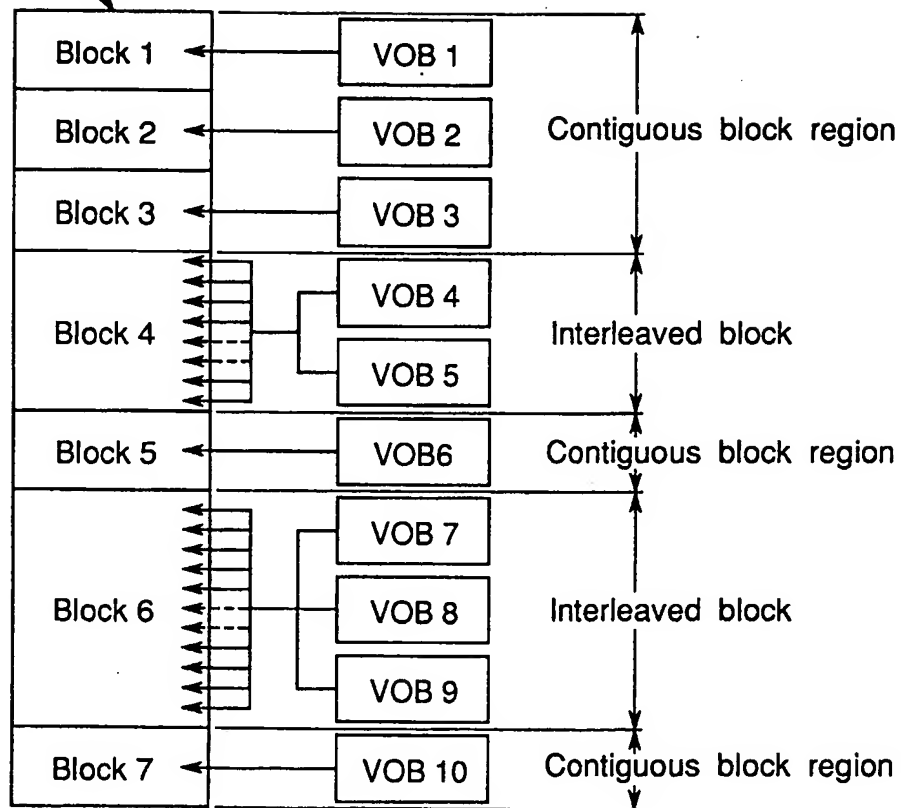 Block 1
VOB 1
Block 2
VOB 2
Contiguous block region
Block 3
VOB 3
VOB 4
Block 4
Interleaved block
VOB 5
Block 5
VOB6
Contiguous block region
VOB 7
Block 6
VOB 8
Interleaved block
VOB 9
Block 7
VOB 10
Contiguous block region